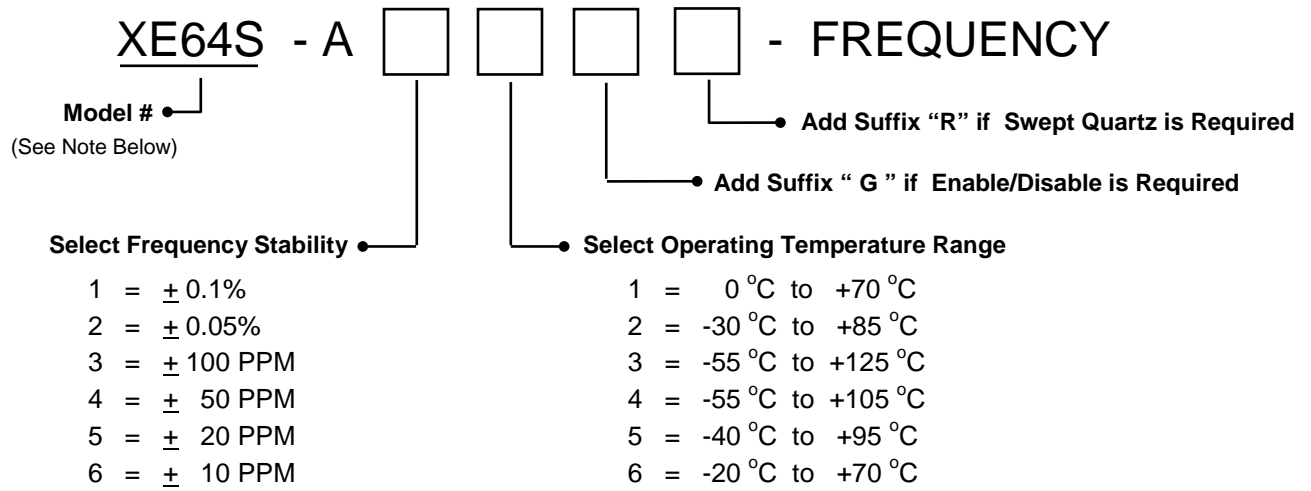 XE64S - A - FREQUENCY
Model #
(See Note Below)
Add Suffix “R” if Swept Quartz is Required
Add Suffix “ G ” if Enable/Disable is Required
Select Frequency Stability
1 = ± 0.1%
2 = ± 0.05%
3 = ± 100 PPM
4 = ± 50 PPM
5 = ± 20 PPM
6 = ± 10 PPM
Select Operating Temperature Range
1 = 0 °C to +70 °C
2 = -30 °C to +85 °C
3 = -55 °C to +125 °C
4 = -55 °C to +105 °C
5 = -40 °C to +95 °C
6 = -20 °C to +70 °C